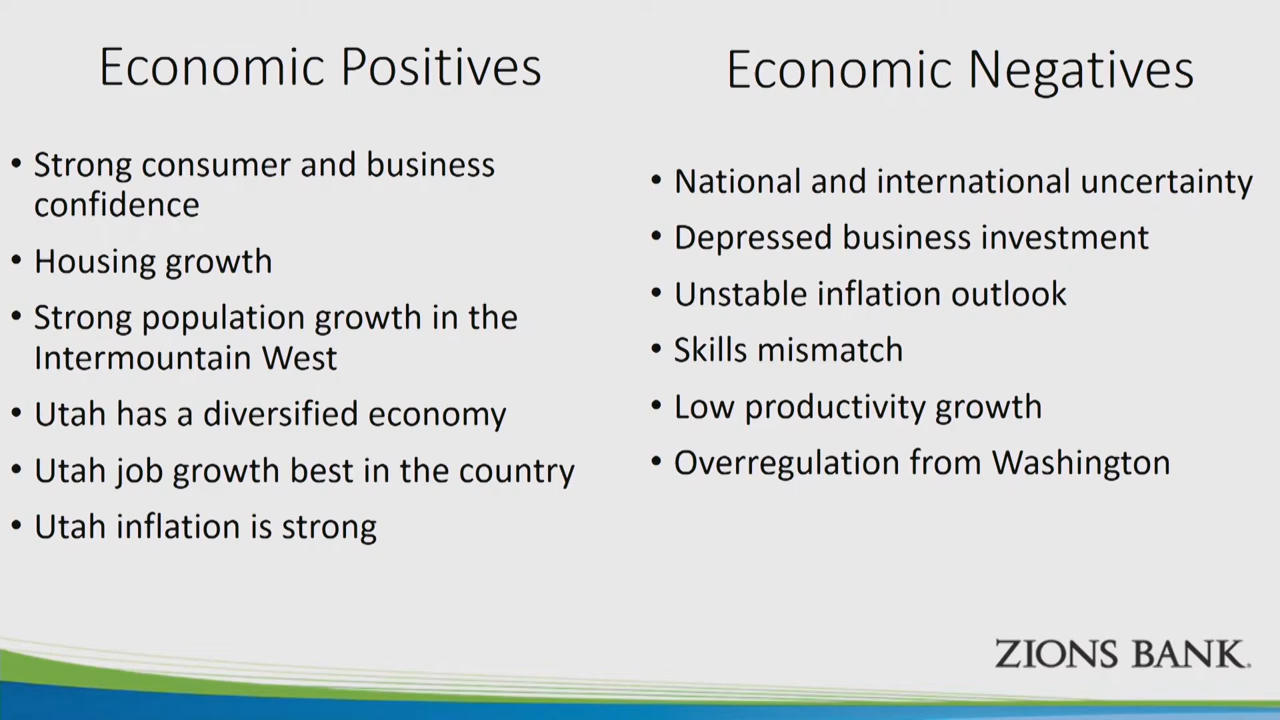 Economic Positives
• Strong consumer and business
confidence
• Housing growth
• Strong population growth in the
Intermountain West
• Utah has a diversified economy
• Utah job growth best in the country
• Utah inflation is strong
Economic Negatives
• National and international uncertainty
• Depressed business investment
• Unstable inflation outlook
• Skills mismatch
• Low productivity growth
• Overregulation from Washington
ZIONS BANK.